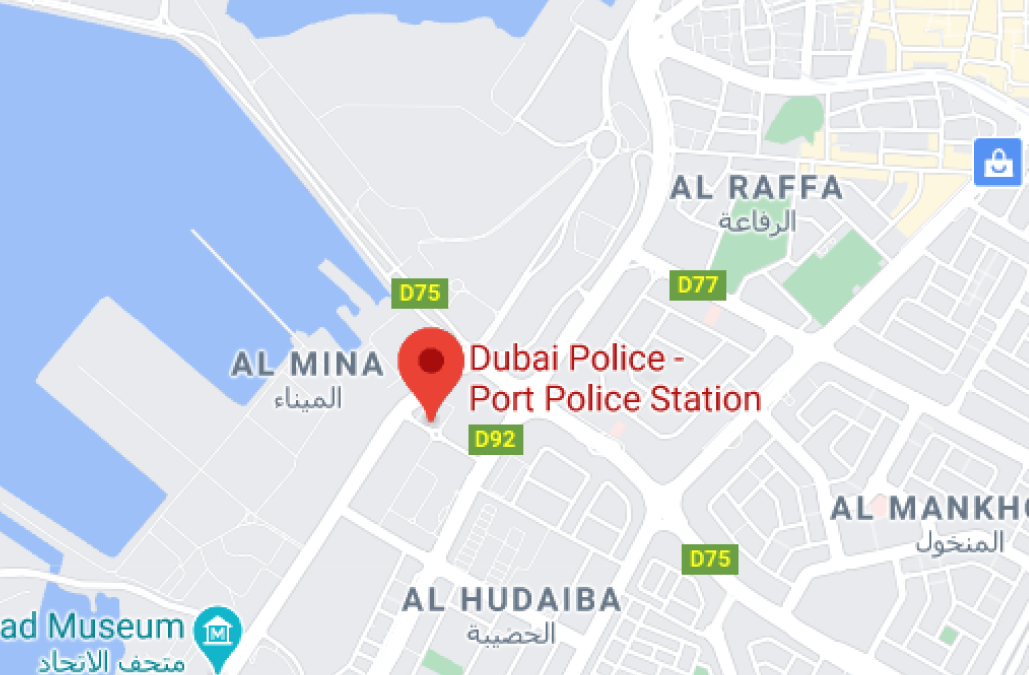 AL RAFFA
الرفاعة
D77
D75
AL MINA
الميناء
Dubai Police -
Port Police Station
D92
AL MANKHO
المنخول
D75
AL HUDAIBA
الحضيبة
ad Museum
متحف الاتحاد
M